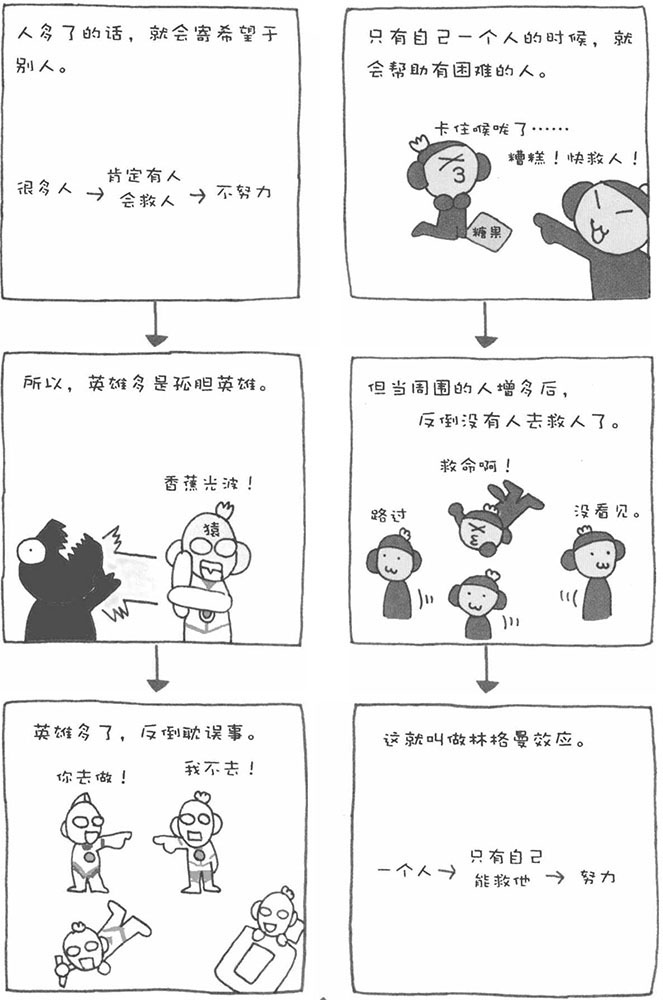 只有自己一个人的时候，就
会帮助有困难的人。
卡住喉咙了……
糟糕！快救人！
糖果
但当周围的人增多后，
反倒没有人去救人了。
救命啊！
路过
没看见。
这就叫做林格曼效应。
一个人→只有自己
能救他→努力
人多了的话，就会寄希望于
别人。
很多人→肯定有人
会救人→不努力
所以，英雄多是孤胆英雄。
香蕉光波！
猿
英雄多了，反倒耽误事。
你去做！
我不去！